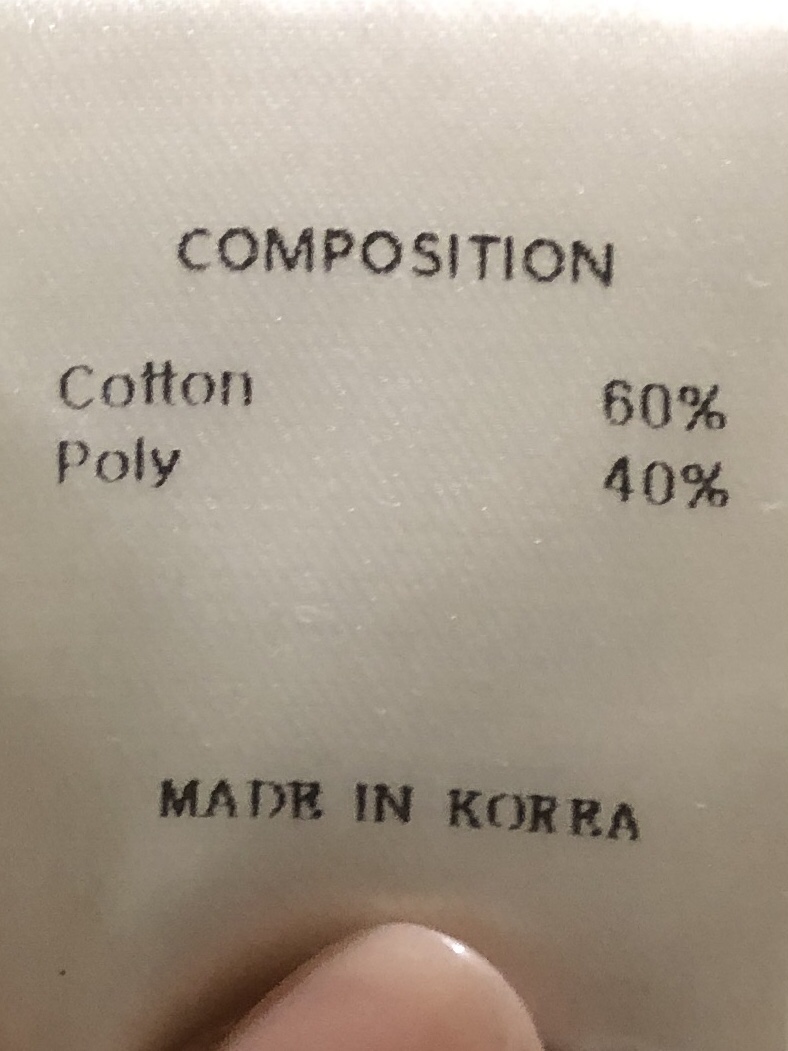 COMPOSITION
Cotton 60%
Poly 40%
MADE IN KOREA